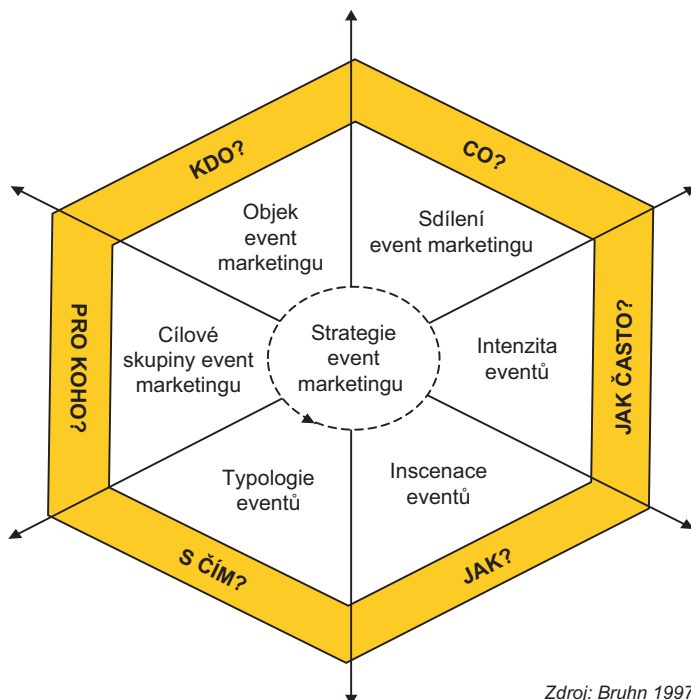 KDO?
CO?
Objek
event
marketingu
Sdílení
event marketingu
PRO KOHO?
Cílové
skupiny event
marketingu
Strategie
event
marketingu
Intenzita
eventů
JAK ČASTO?
Typologie
eventů
Inscenace
eventů
S ČÍM?
JAK?
Zdroj: Bruhn 1997